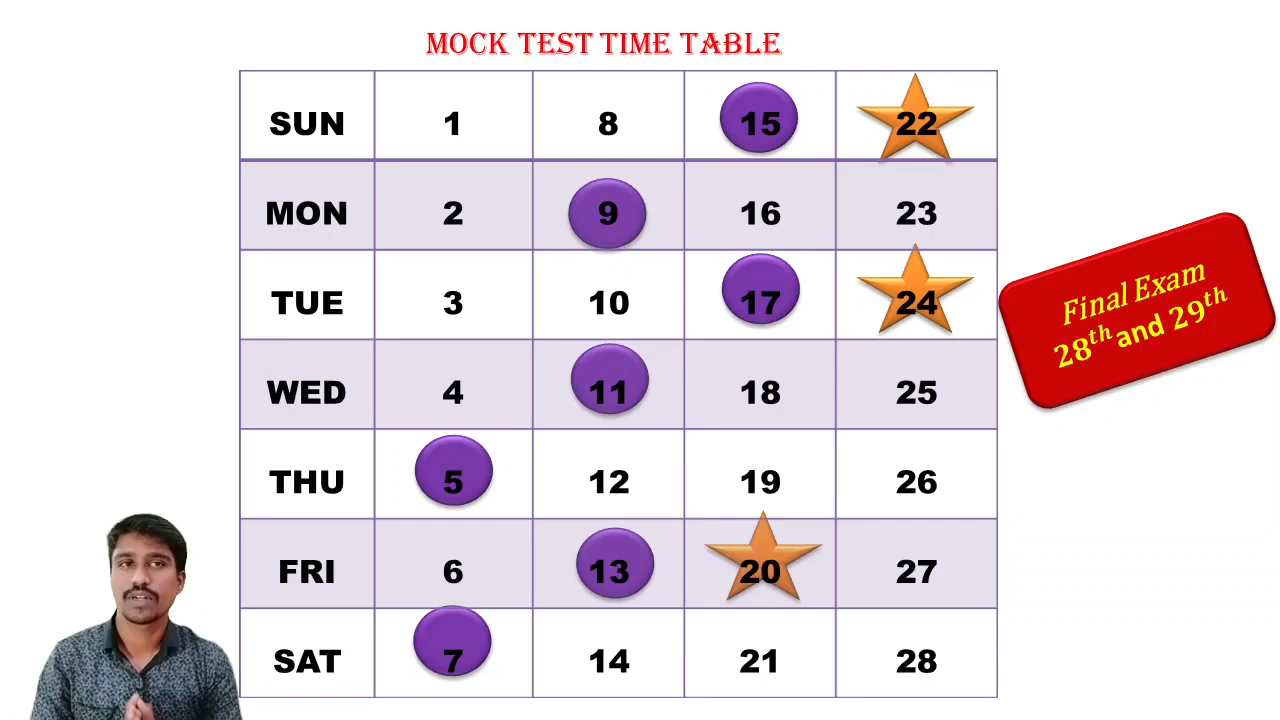 MOCK TEST TIME TABLE
SUN 1 8 15 22
MON 2 9 16 23
TUE 3 10 17 24
WED 4 11 18 25
THU 5 12 19 26
FRI 6 13 20 27
SAT 7 14 21 28
Final Exam
28th and 29th